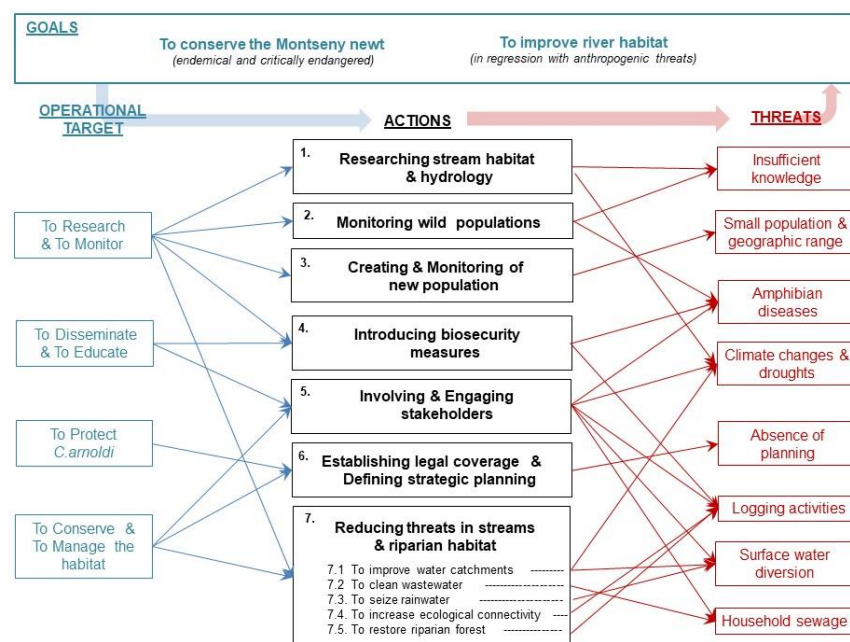 GOALS
To conserve the Montseny newt
(endemical and critically endangered)
To improve river habitat
(in regression with anthropogenic threats)
OPERATIONAL
TARGET
ACTIONS
THREATS
To Research
& To Monitor
To Disseminate
& To Educate
To Protect
C.arnoldi
To Conserve &
To Manage the
habitat
1.
Researching stream habitat
& hydrology
2.
Monitoring wild populations
3.
Creating & Monitoring of
new population
4.
Introducing biosecurity
measures
5.
Involving & Engaging
stakeholders
6.
Establishing legal coverage &
Defining strategic planning
7.
Reducing threats in streams
& riparian habitat
7.1 To improve water catchments ---------
7.2 To clean wastewater --------------------
7.3. To seize rainwater ----------------------
7.4. To increase ecological connectivity ----
7.5. To restore riparian forest ---------------
Insufficient
knowledge
Small population &
geographic range
Amphibian
diseases
Climate changes &
droughts
Absence of
planning
Logging activities
Surface water
diversion
Household sewage